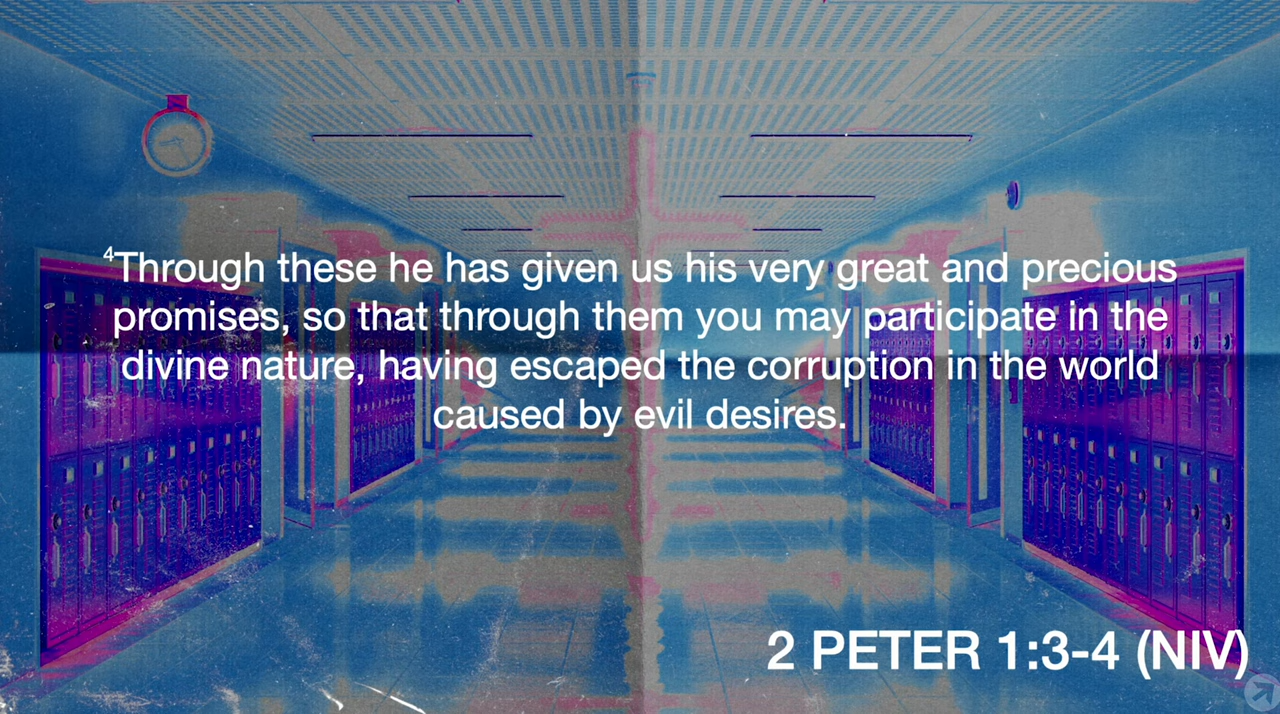 ⁴Through these he has given us his very great and precious
promises, so that through them you may participate in the
divine nature, having escaped the corruption in the world
caused by evil desires.
2 PETER 1:3-4 (NIV)